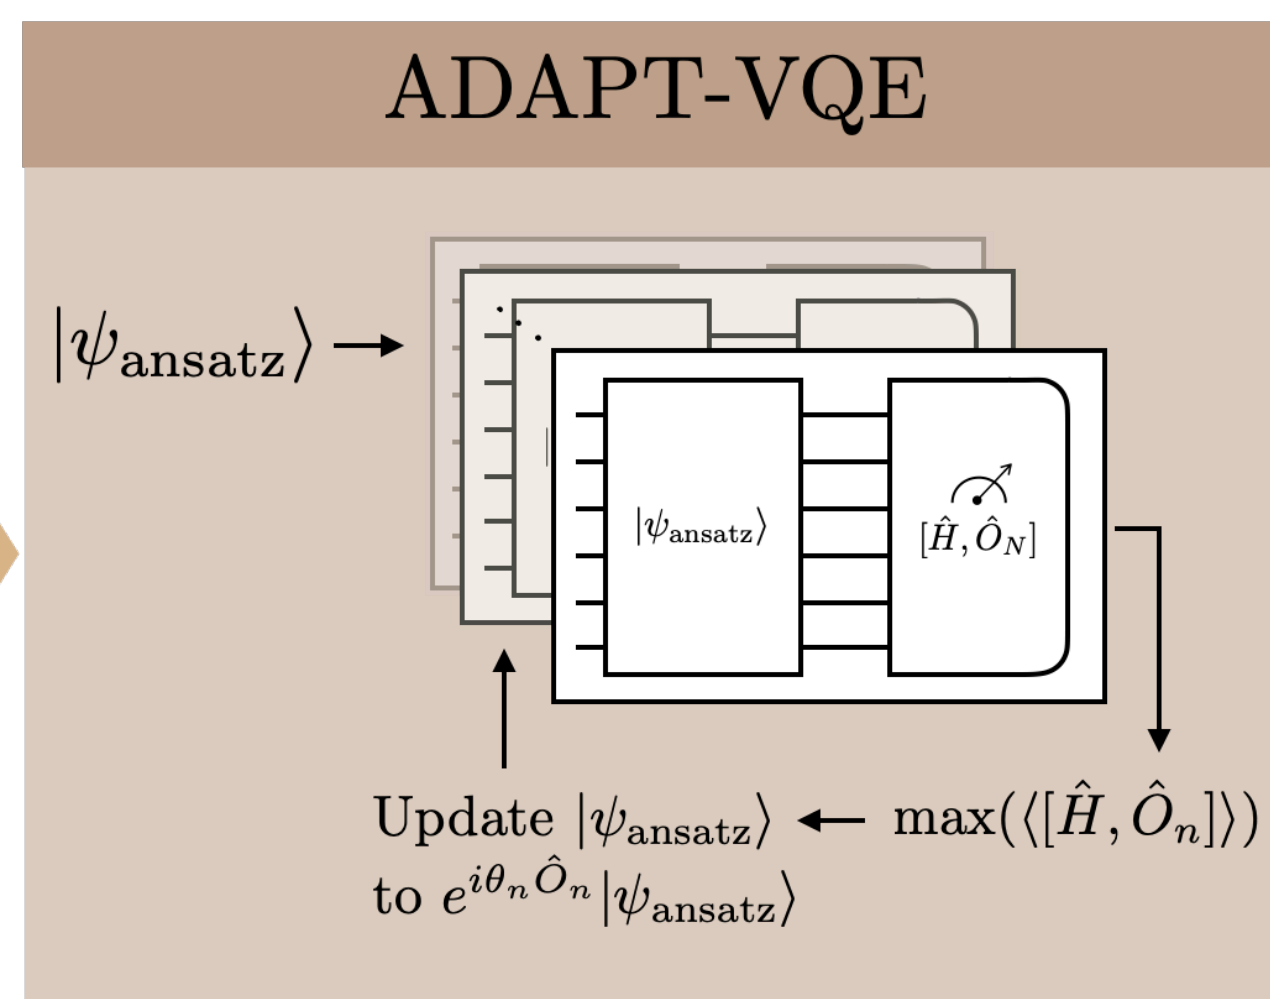 ADAPT-VQE
|ψ_ansatz⟩
|ψ_ansatz⟩
[Ĥ, Ô_N]
Update |ψ_ansatz⟩
to e^{iθ_n Ô_n}|ψ_ansatz⟩
max(⟨[Ĥ, Ô_n]⟩)